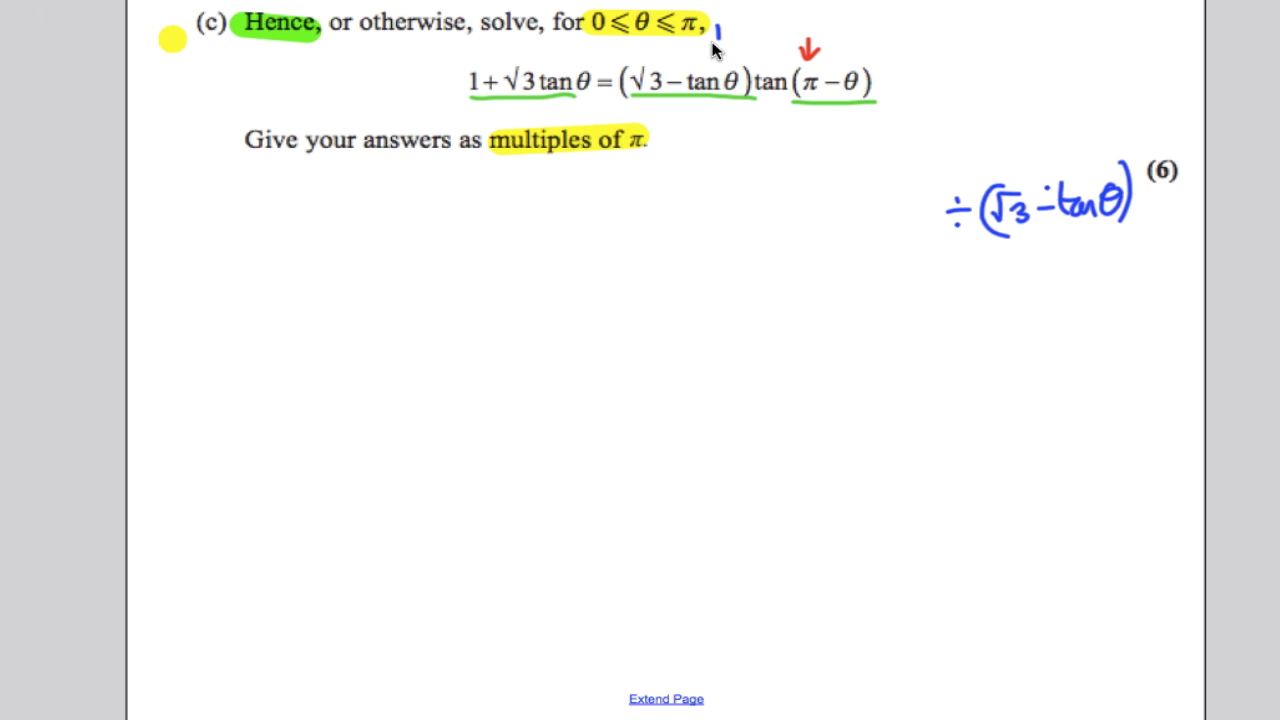 (c) Hence, or otherwise, solve, for 0 ⩽ θ ⩽ π,
1 + √3 tan θ = (√3 − tan θ) tan (π − θ)
Give your answers as multiples of π.
(6)
÷ (√3 − tan θ)
Extend Page